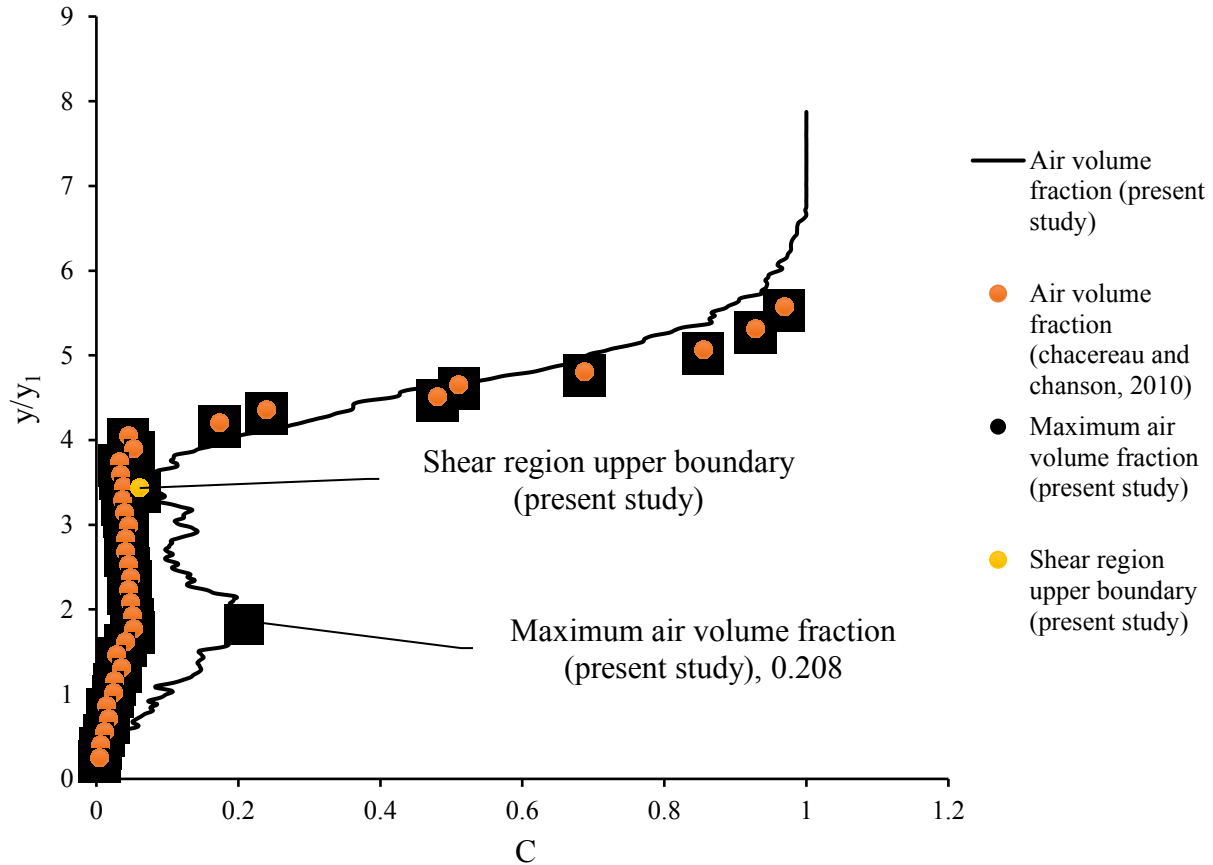 9
8
7
6
5
4
3
2
1
0
y/y1
0
0.2
0.4
0.6
0.8
1
1.2
C
Shear region upper boundary
(present study)
Maximum air volume fraction
(present study), 0.208
Air volume
fraction (present
study)
Air volume
fraction
(chacereau and
chanson, 2010)
Maximum air
volume fraction
(present study)
Shear region
upper boundary
(present study)